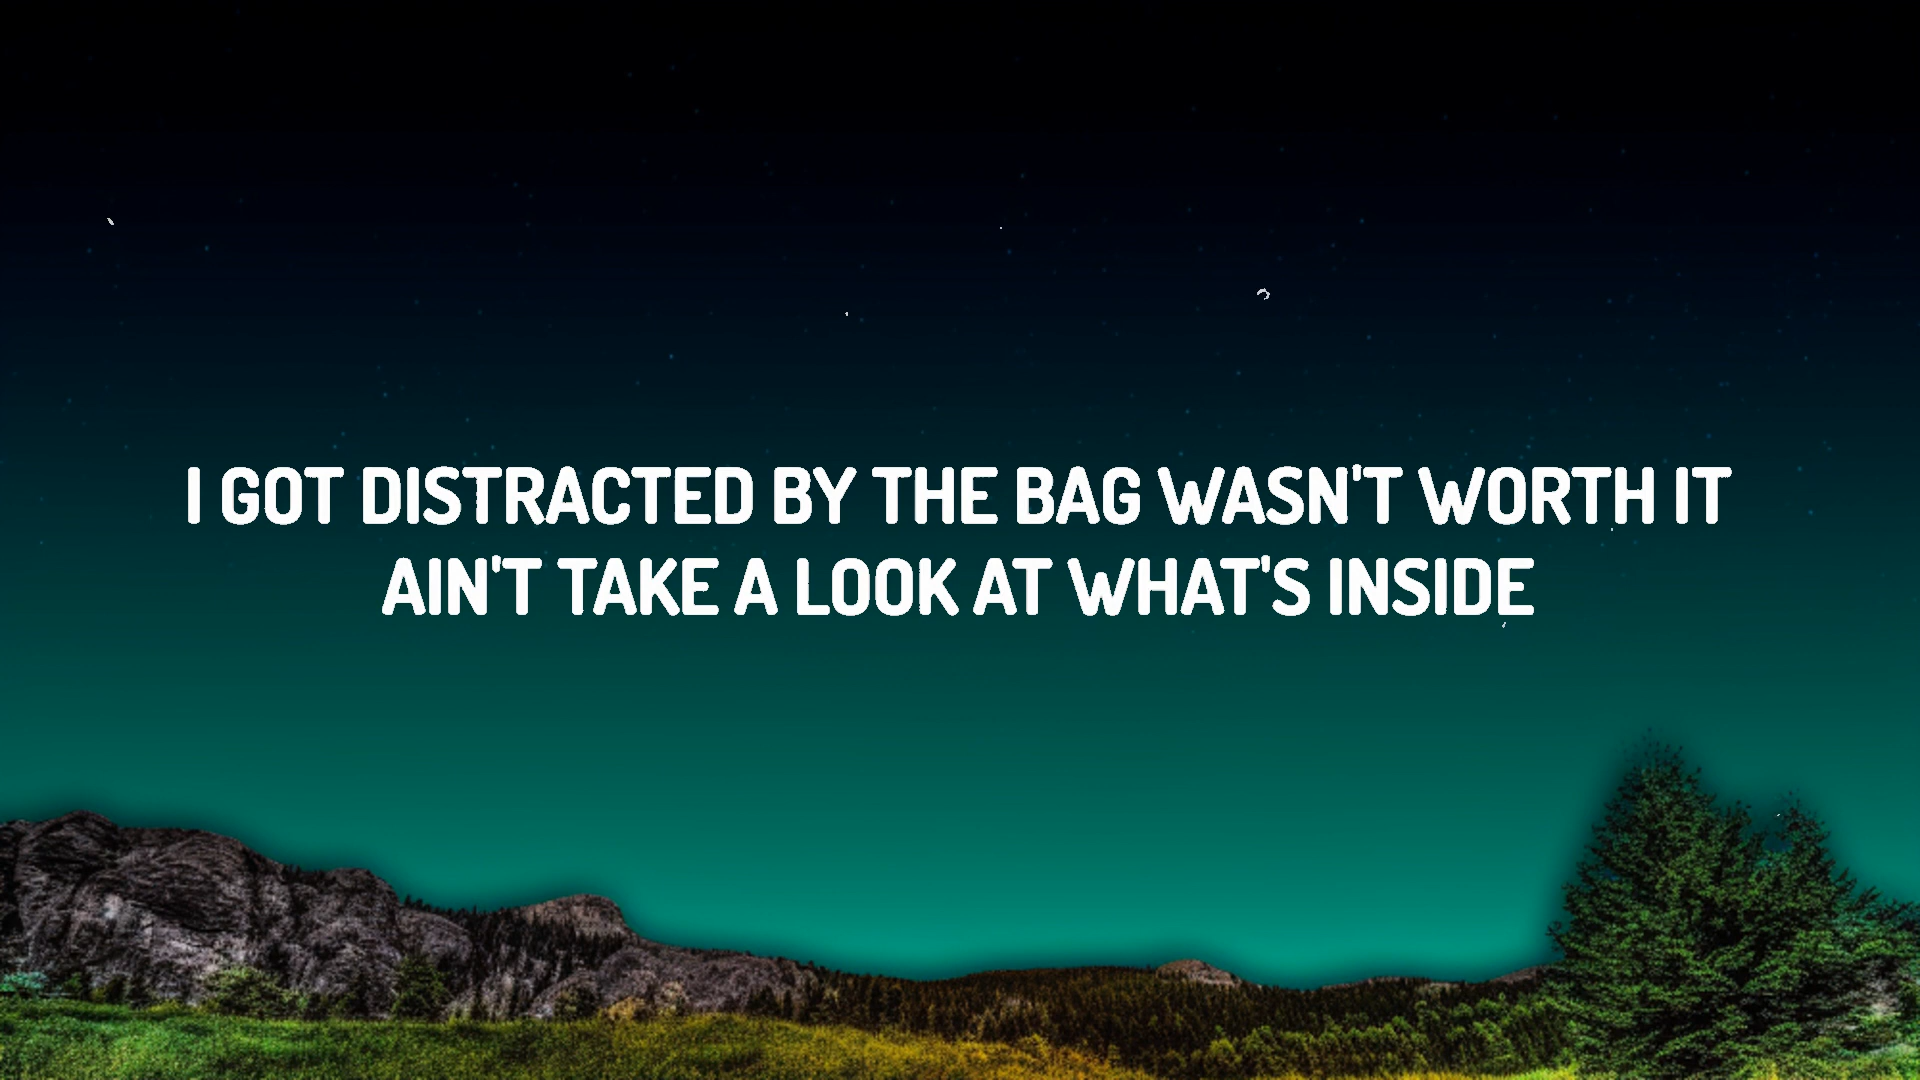 I GOT DISTRACTED BY THE BAG WASN'T WORTH IT
AIN'T TAKE A LOOK AT WHAT'S INSIDE